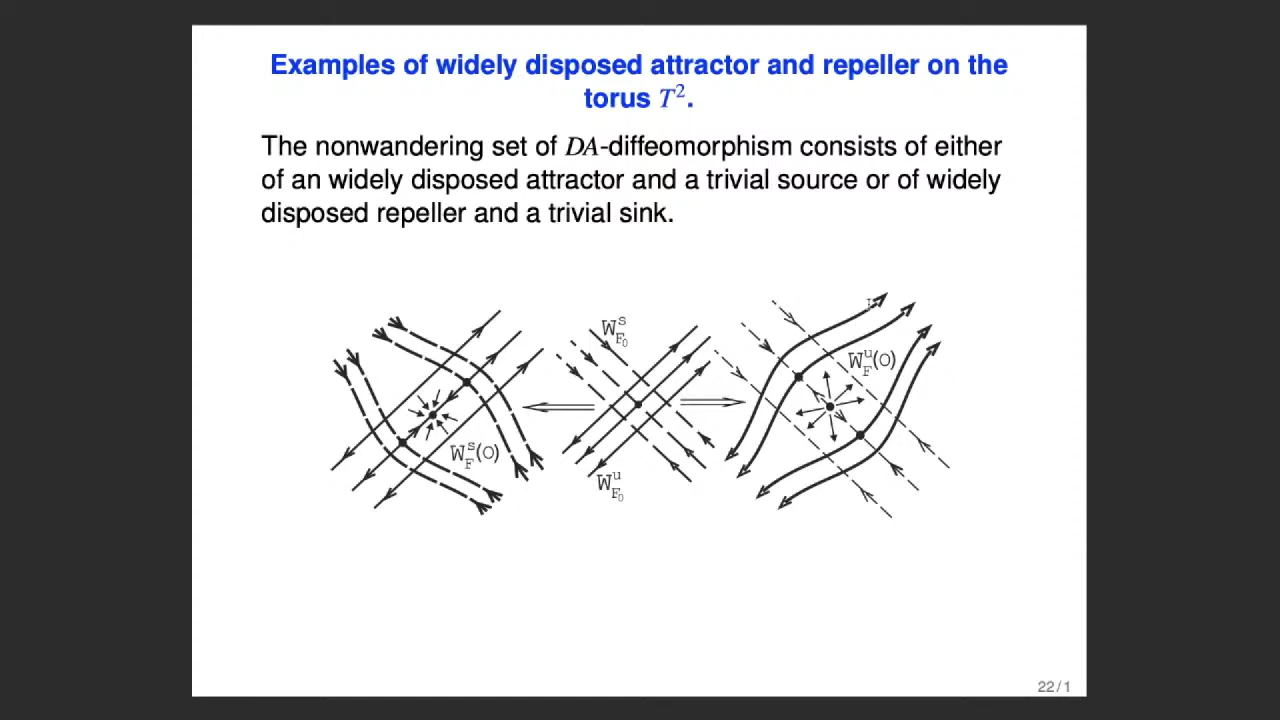 Examples of widely disposed attractor and repeller on the
torus T².
The nonwandering set of DA-diffeomorphism consists of either
of an widely disposed attractor and a trivial source or of widely
disposed repeller and a trivial sink.
W^s_{F_0}
W^u_F(O)
W^s_F(O)
W^u_{F_0}
22/1